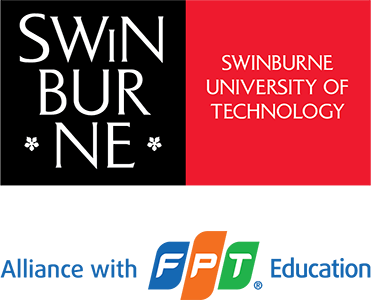 SWiN
BUR
NE
SWINBURNE
UNIVERSITY OF
TECHNOLOGY
Alliance with FPT® Education